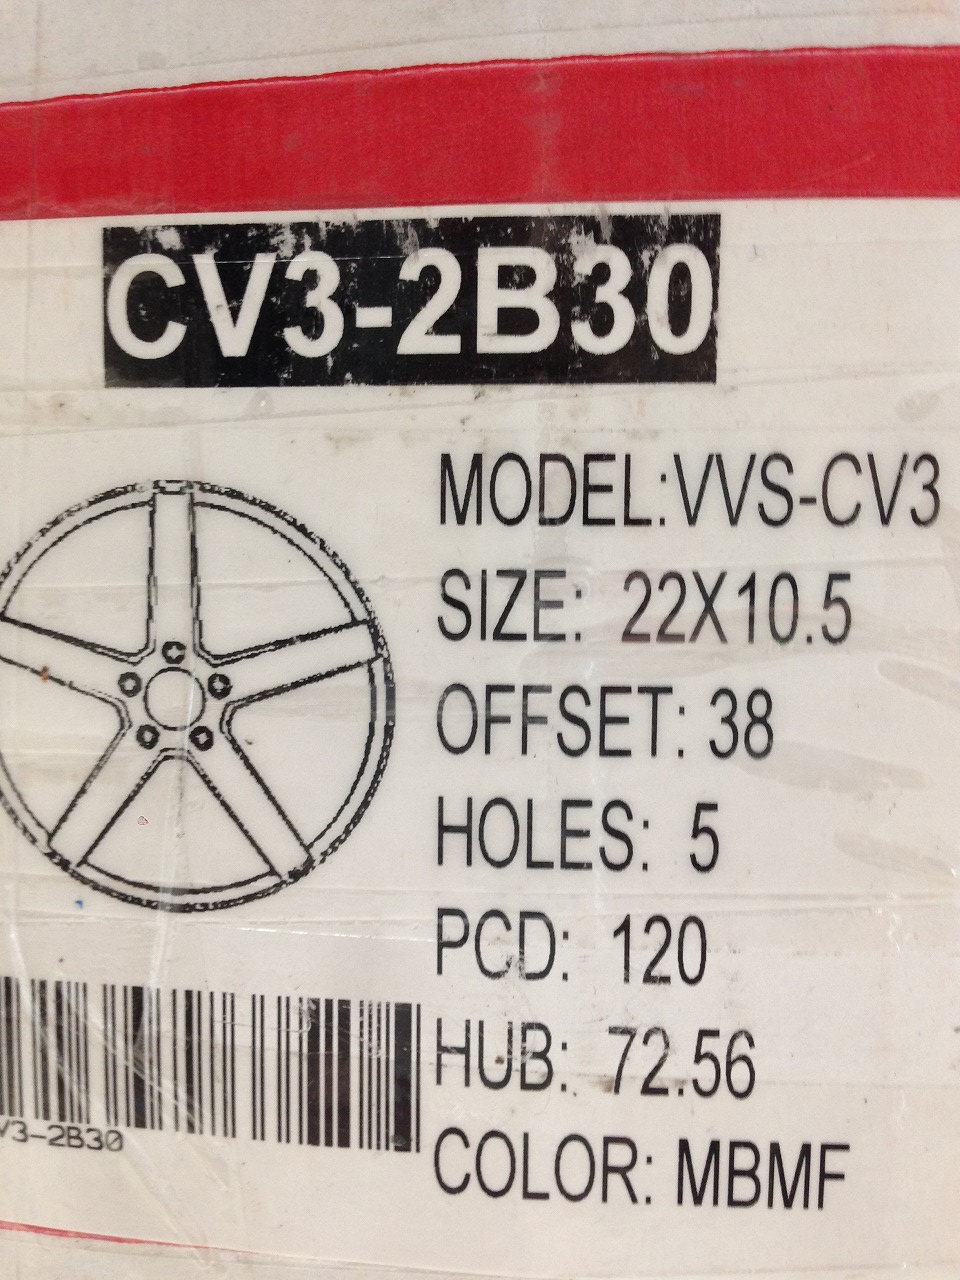 CV3-2B30
MODEL:VVS-CV3
SIZE: 22X10.5
OFFSET: 38
HOLES: 5
PCD: 120
HUB: 72.56
COLOR: MBMF
V3-2B30